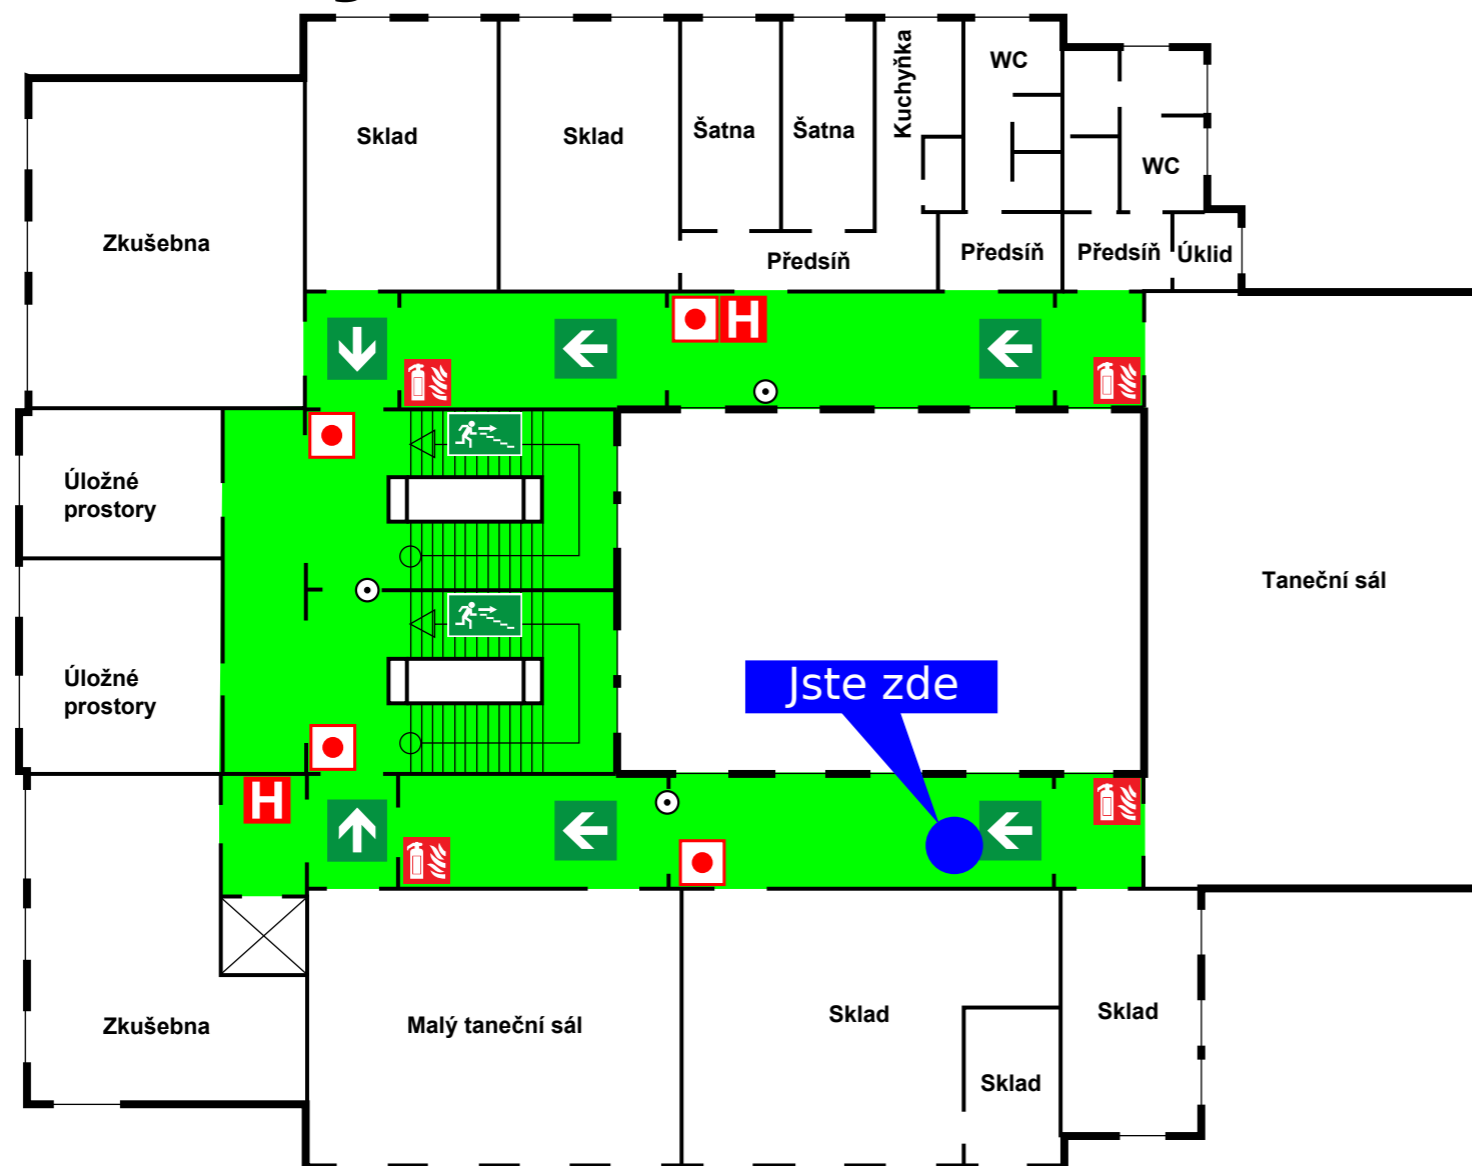 WC
Kuchyňka
Sklad
Sklad
Šatna
Šatna
WC
Zkušebna
Předsíň
Předsíň
Předsíň
Úklid
H
Úložné
prostory
Taneční sál
Jste zde
Úložné
prostory
H
Zkušebna
Malý taneční sál
Sklad
Sklad
Sklad